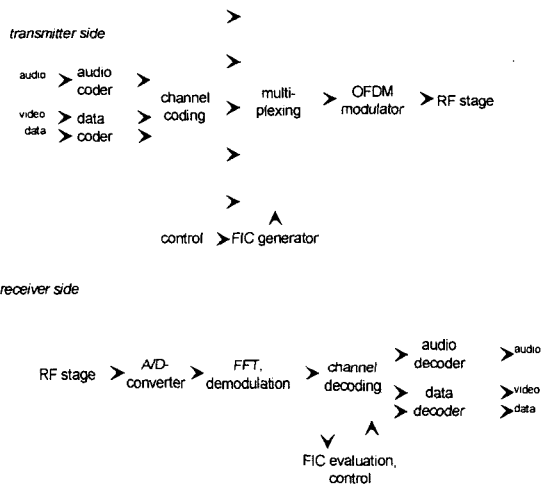 transmitter side
audio
audio
coder
video
data
data
coder
channel
coding
multi-
plexing
OFDM
modulator
RF stage
control
FIC generator
receiver side
RF stage
A/D-
converter
FFT,
demodulation
channel
decoding
audio
decoder
audio
data
decoder
video
data
FIC evaluation,
control